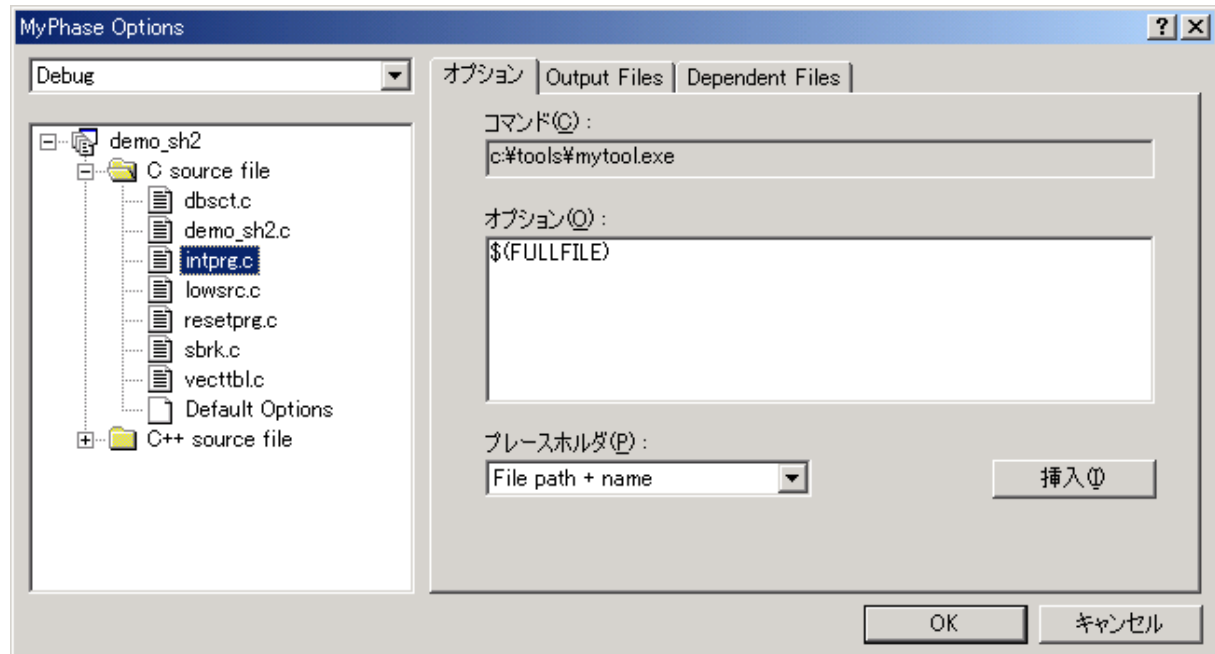 MyPhase Options
Debug
demo_sh2
C source file
dbsct.c
demo_sh2.c
intprg.c
lowsrc.c
resetprg.c
sbrk.c
vecttbl.c
Default Options
C++ source file
オプション Output Files Dependent Files
コマンド(C) :
c:¥tools¥mytool.exe
オプション(O) :
$(FULLFILE)
プレースホルダ(P) :
File path + name
挿入(I)
OK キャンセル